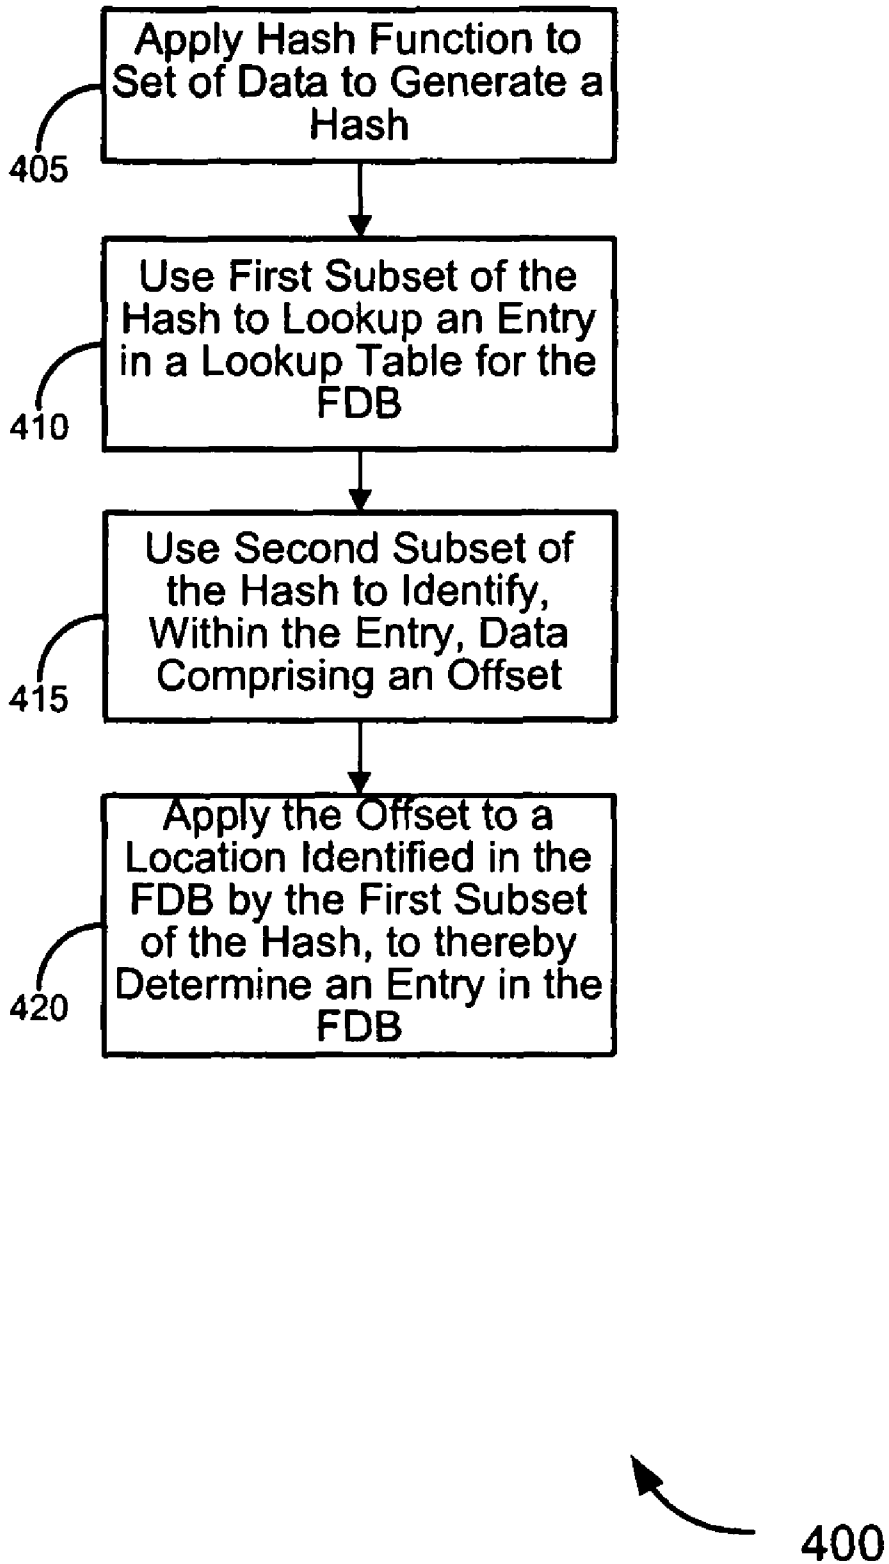 Apply Hash Function to
Set of Data to Generate a
Hash
405
Use First Subset of the
Hash to Lookup an Entry
in a Lookup Table for the
FDB
410
Use Second Subset of
the Hash to Identify,
Within the Entry, Data
Comprising an Offset
415
Apply the Offset to a
Location Identified in the
FDB by the First Subset
of the Hash, to thereby
Determine an Entry in the
FDB
420
400